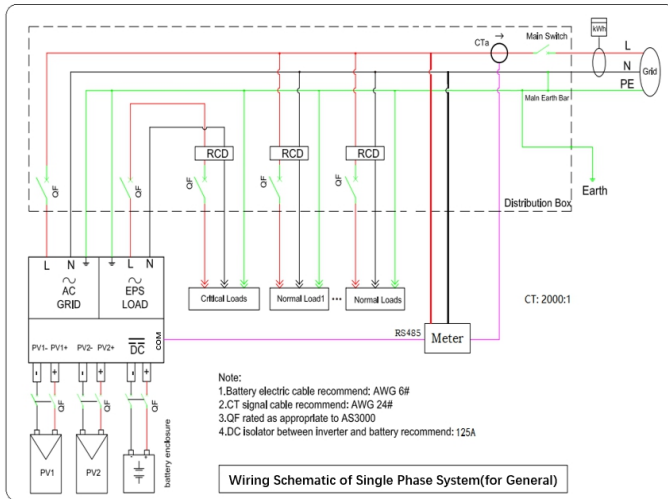 kWh
Main Switch
CTa
L
N
PE
Grid
Main Earth Bar
RCD
RCD
RCD
QF
QF
QF
QF
QF
Earth
Distribution Box
L N L N
AC
GRID
EPS
LOAD
Critical Loads
Normal Load1
Normal Loads
CT: 2000:1
PV1- PV1+ PV2- PV2+
DC
COM
RS485
Meter
- + - + - +
QF
QF
QF
PV1
PV2
- +
battery enclosure
Note:
1.Battery electric cable recommend: AWG 6#
2.CT signal cable recommend: AWG 24#
3.QF rated as appropriate to AS3000
4.DC isolator between inverter and battery recommend: 125A
Wiring Schematic of Single Phase System(for General)